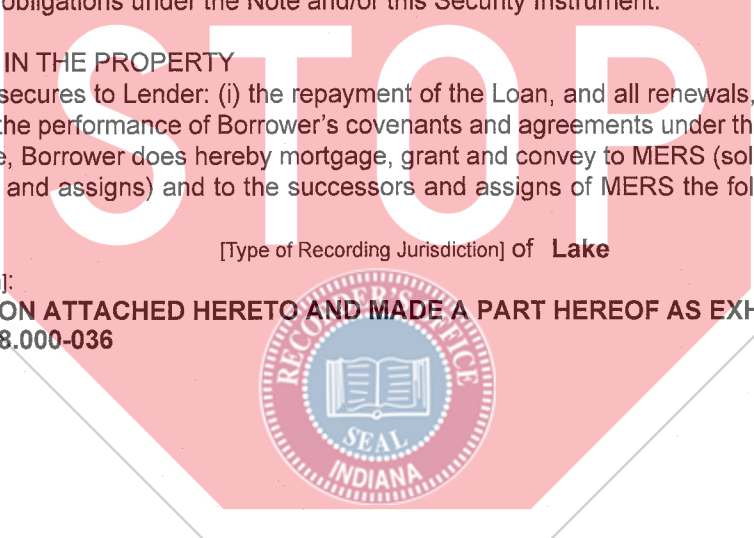 obligations under the Note and/or this Security Instrument.
IN THE PROPERTY
secures to Lender: (i) the repayment of the Loan, and all renewals,
the performance of Borrower's covenants and agreements under th
e, Borrower does hereby mortgage, grant and convey to MERS (sol
and assigns) and to the successors and assigns of MERS the fol
[Type of Recording Jurisdiction] of Lake
]:
ON ATTACHED HERETO AND MADE A PART HEREOF AS EXH
8.000-036
STOP
RECORDER'S OFFICE
SEAL
INDIANA